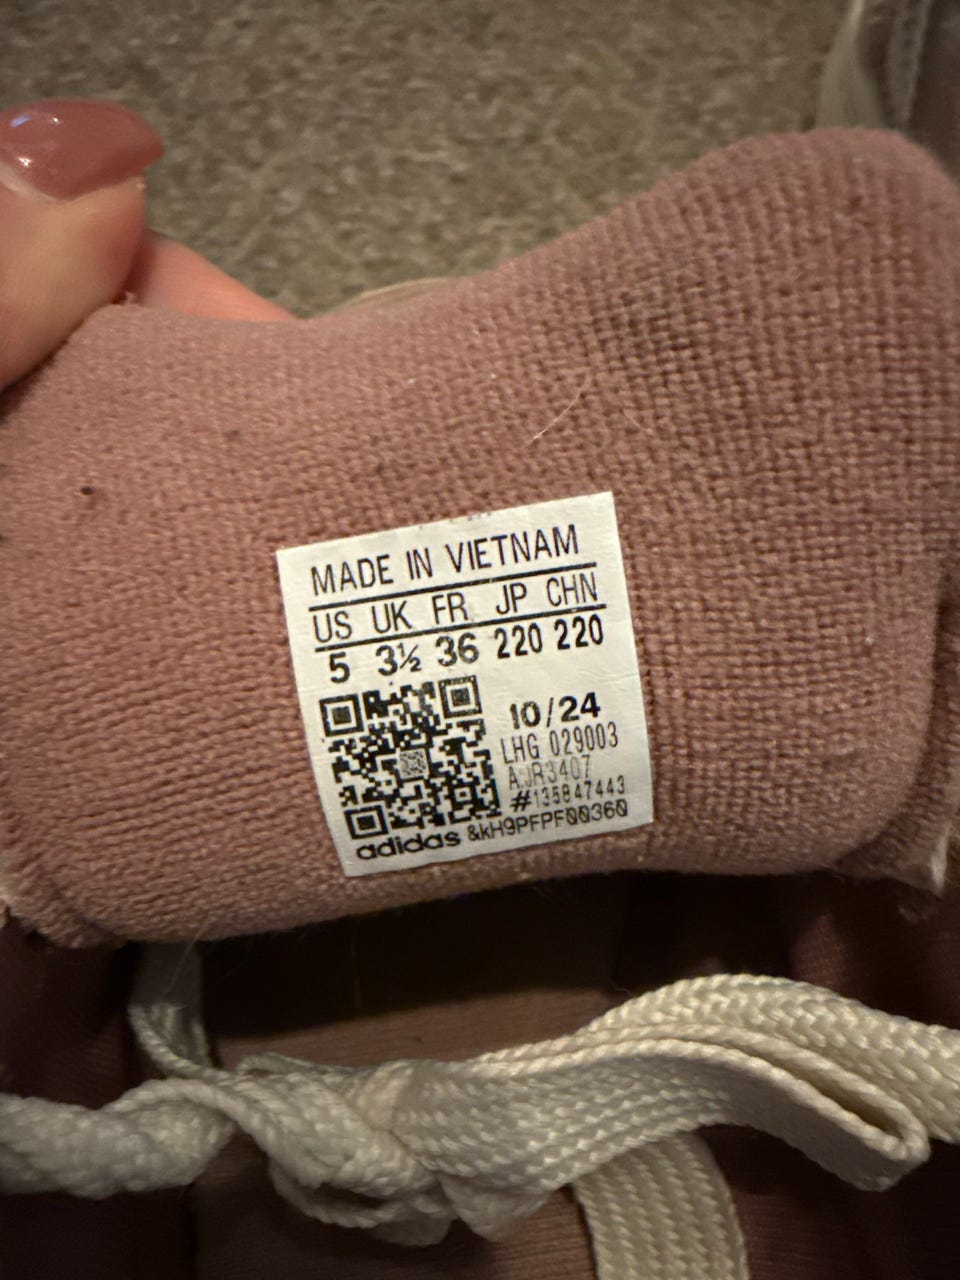 MADE IN VIETNAM
US UK FR JP CHN
5 3½ 36 220 220
10/24
LHG 029003
A:JR3407
#135847443
adidas &kH9PFPF00360